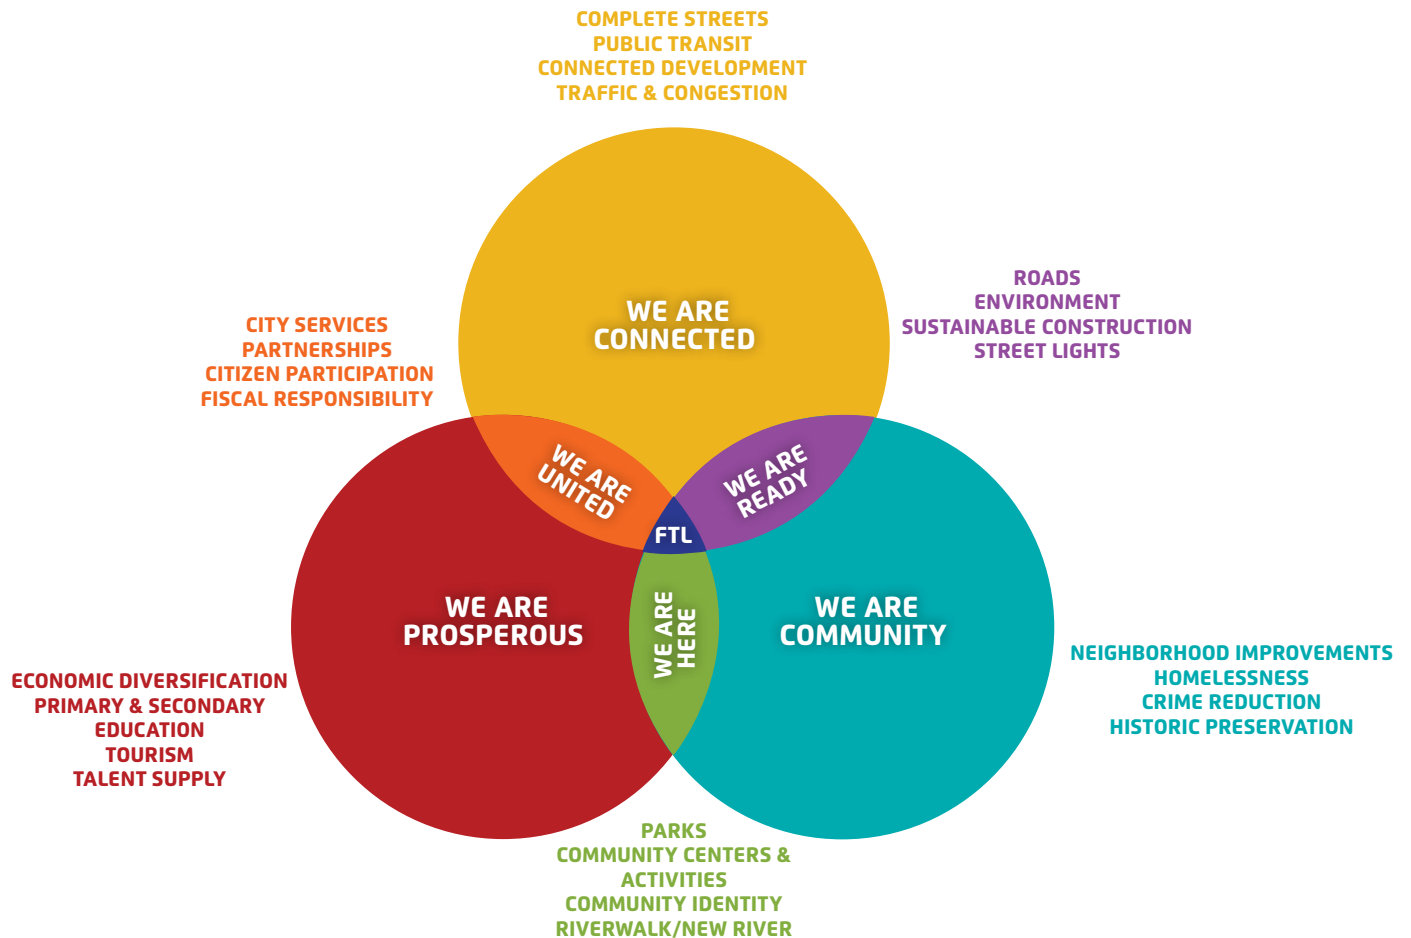 COMPLETE STREETS
PUBLIC TRANSIT
CONNECTED DEVELOPMENT
TRAFFIC & CONGESTION
ROADS
ENVIRONMENT
SUSTAINABLE CONSTRUCTION
STREET LIGHTS
WE ARE
CONNECTED
CITY SERVICES
PARTNERSHIPS
CITIZEN PARTICIPATION
FISCAL RESPONSIBILITY
WE ARE
UNITED
WE ARE
READY
FTL
WE ARE
PROSPEROUS
WE ARE
HERE
WE ARE
COMMUNITY
NEIGHBORHOOD IMPROVEMENTS
HOMELESSNESS
CRIME REDUCTION
HISTORIC PRESERVATION
ECONOMIC DIVERSIFICATION
PRIMARY & SECONDARY
EDUCATION
TOURISM
TALENT SUPPLY
PARKS
COMMUNITY CENTERS &
ACTIVITIES
COMMUNITY IDENTITY
RIVERWALK/NEW RIVER